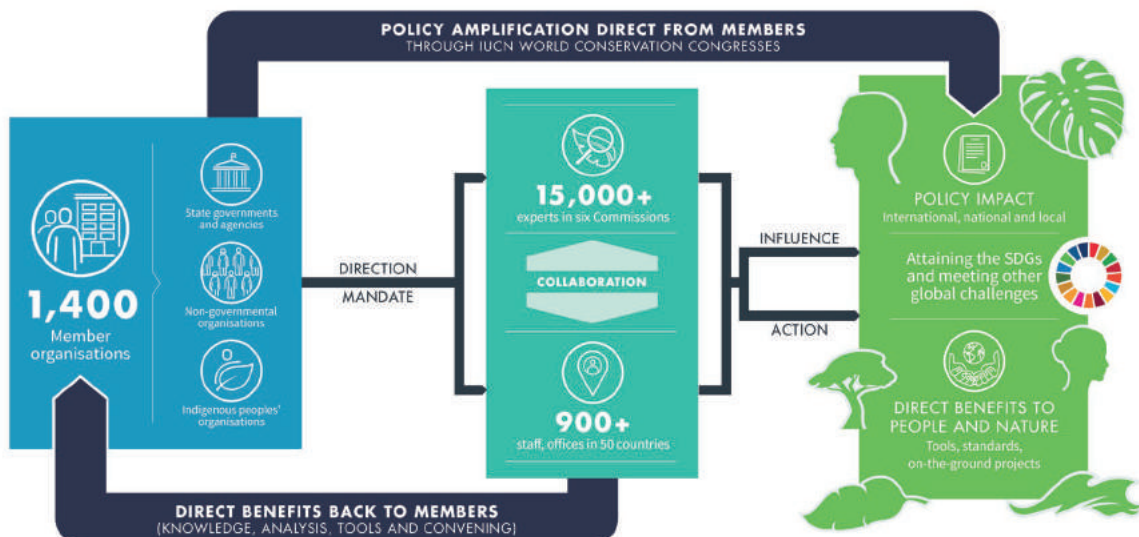 POLICY AMPLIFICATION DIRECT FROM MEMBERS
THROUGH IUCN WORLD CONSERVATION CONGRESSES
1,400
Member
organisations
State governments
and agencies
Non-governmental
organisations
Indigenous peoples'
organisations
DIRECTION
MANDATE
15,000+
experts in six Commissions
COLLABORATION
900+
staff, offices in 50 countries
INFLUENCE
ACTION
POLICY IMPACT
International, national and local
Attaining the SDGs
and meeting other
global challenges
DIRECT BENEFITS TO
PEOPLE AND NATURE
Tools, standards,
on-the-ground projects
DIRECT BENEFITS BACK TO MEMBERS
(KNOWLEDGE, ANALYSIS, TOOLS AND CONVENING)